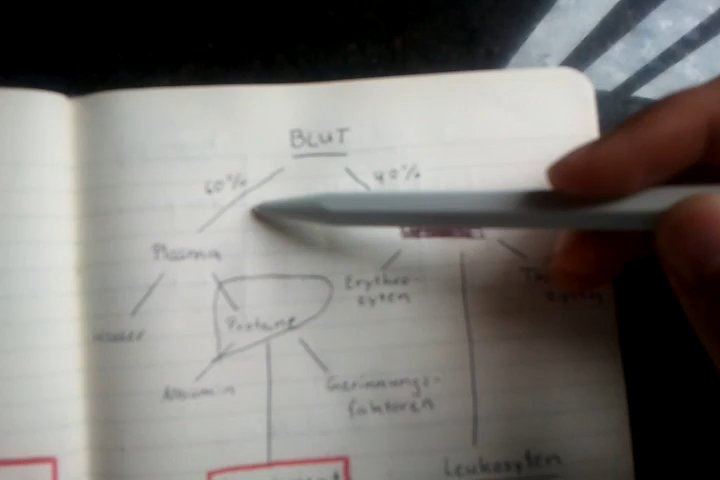 BLUT
60%
40%
Plasma
Erythro-
zyten
Wasser
Proteine
Albumin
Gerinnungs-
faktoren
Leukozyten